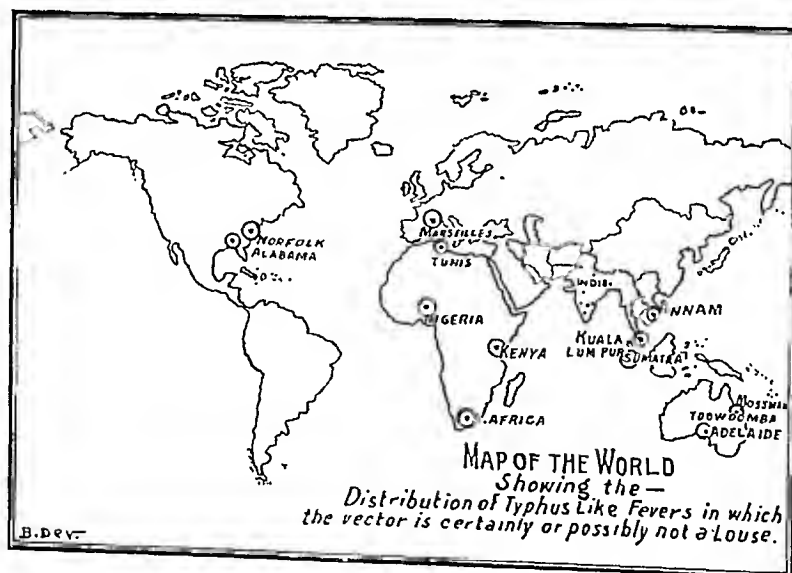 NORFOLK
ALABAMA
MARSEILLES
TUNIS
INDIA
NNAM
NIGERIA
KENYA
KUALA
LUMPUR
SUMATRA
.AFRICA
MOSSMAN
TOOWOOMBA
ADELAIDE
MAP OF THE WORLD
Showing the—
Distribution of Typhus Like Fevers in which
the vector is certainly or possibly not a Louse.
B.Dev.